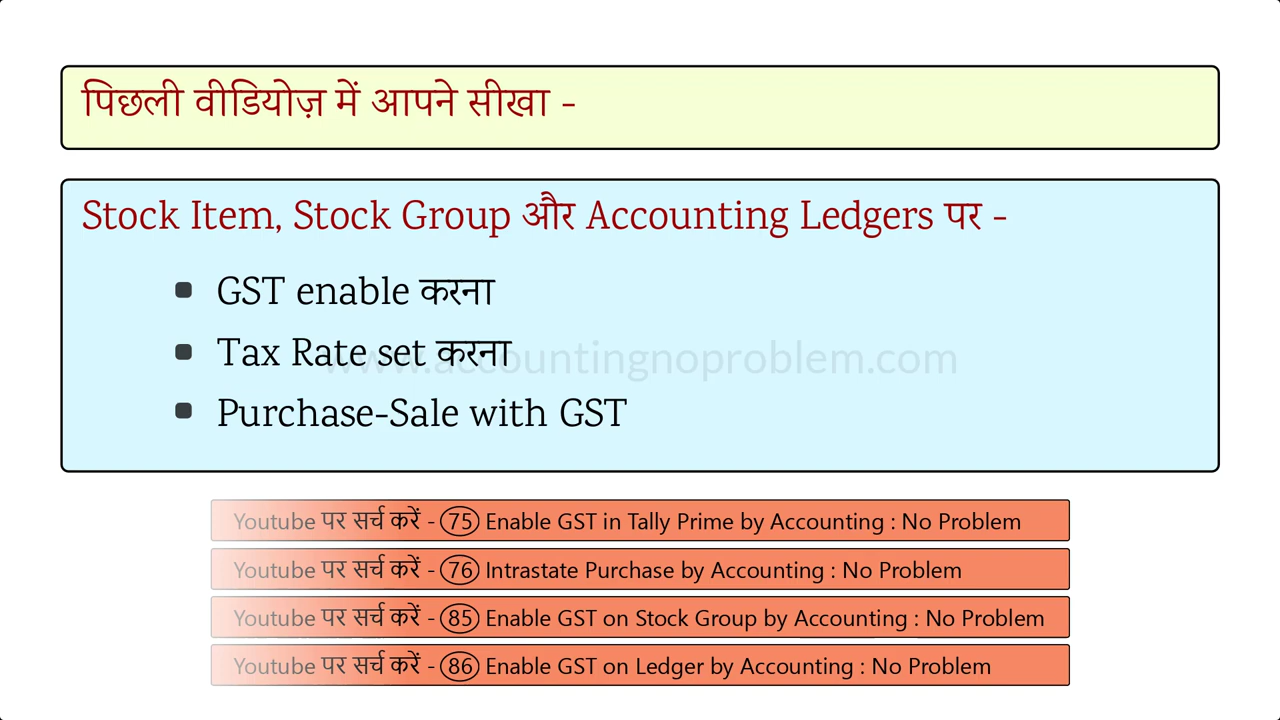 पिछली वीडियोज़ में आपने सीखा -
Stock Item, Stock Group और Accounting Ledgers पर -
GST enable करना
Tax Rate set करना
www.accountingnoproblem.com
Purchase-Sale with GST
Youtube पर सर्च करें - 75 Enable GST in Tally Prime by Accounting : No Problem
Youtube पर सर्च करें - 76 Intrastate Purchase by Accounting : No Problem
Youtube पर सर्च करें - 85 Enable GST on Stock Group by Accounting : No Problem
Youtube पर सर्च करें - 86 Enable GST on Ledger by Accounting : No Problem